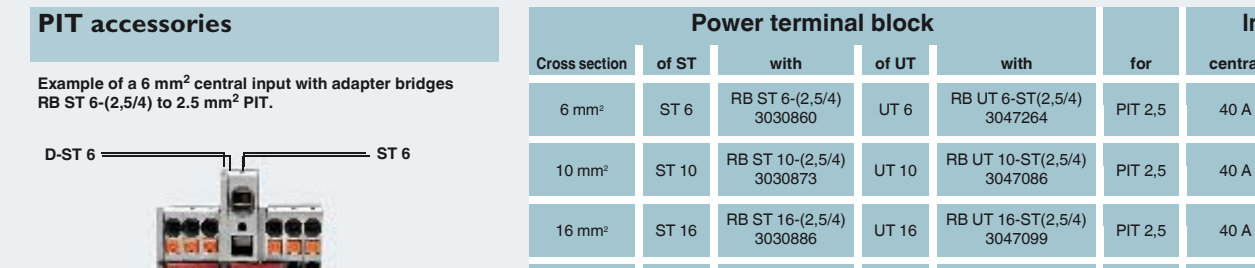 PIT accessories
Example of a 6 mm² central input with adapter bridges
RB ST 6-(2,5/4) to 2.5 mm² PIT.
D-ST 6
ST 6
Power terminal block
Cross section of ST with of UT with for
6 mm² ST 6 RB ST 6-(2,5/4) 3030860 UT 6 RB UT 6-ST(2,5/4) 3047264 PIT 2,5 40 A
10 mm² ST 10 RB ST 10-(2,5/4) 3030873 UT 10 RB UT 10-ST(2,5/4) 3047086 PIT 2,5 40 A
16 mm² ST 16 RB ST 16-(2,5/4) 3030886 UT 16 RB UT 16-ST(2,5/4) 3047099 PIT 2,5 40 A